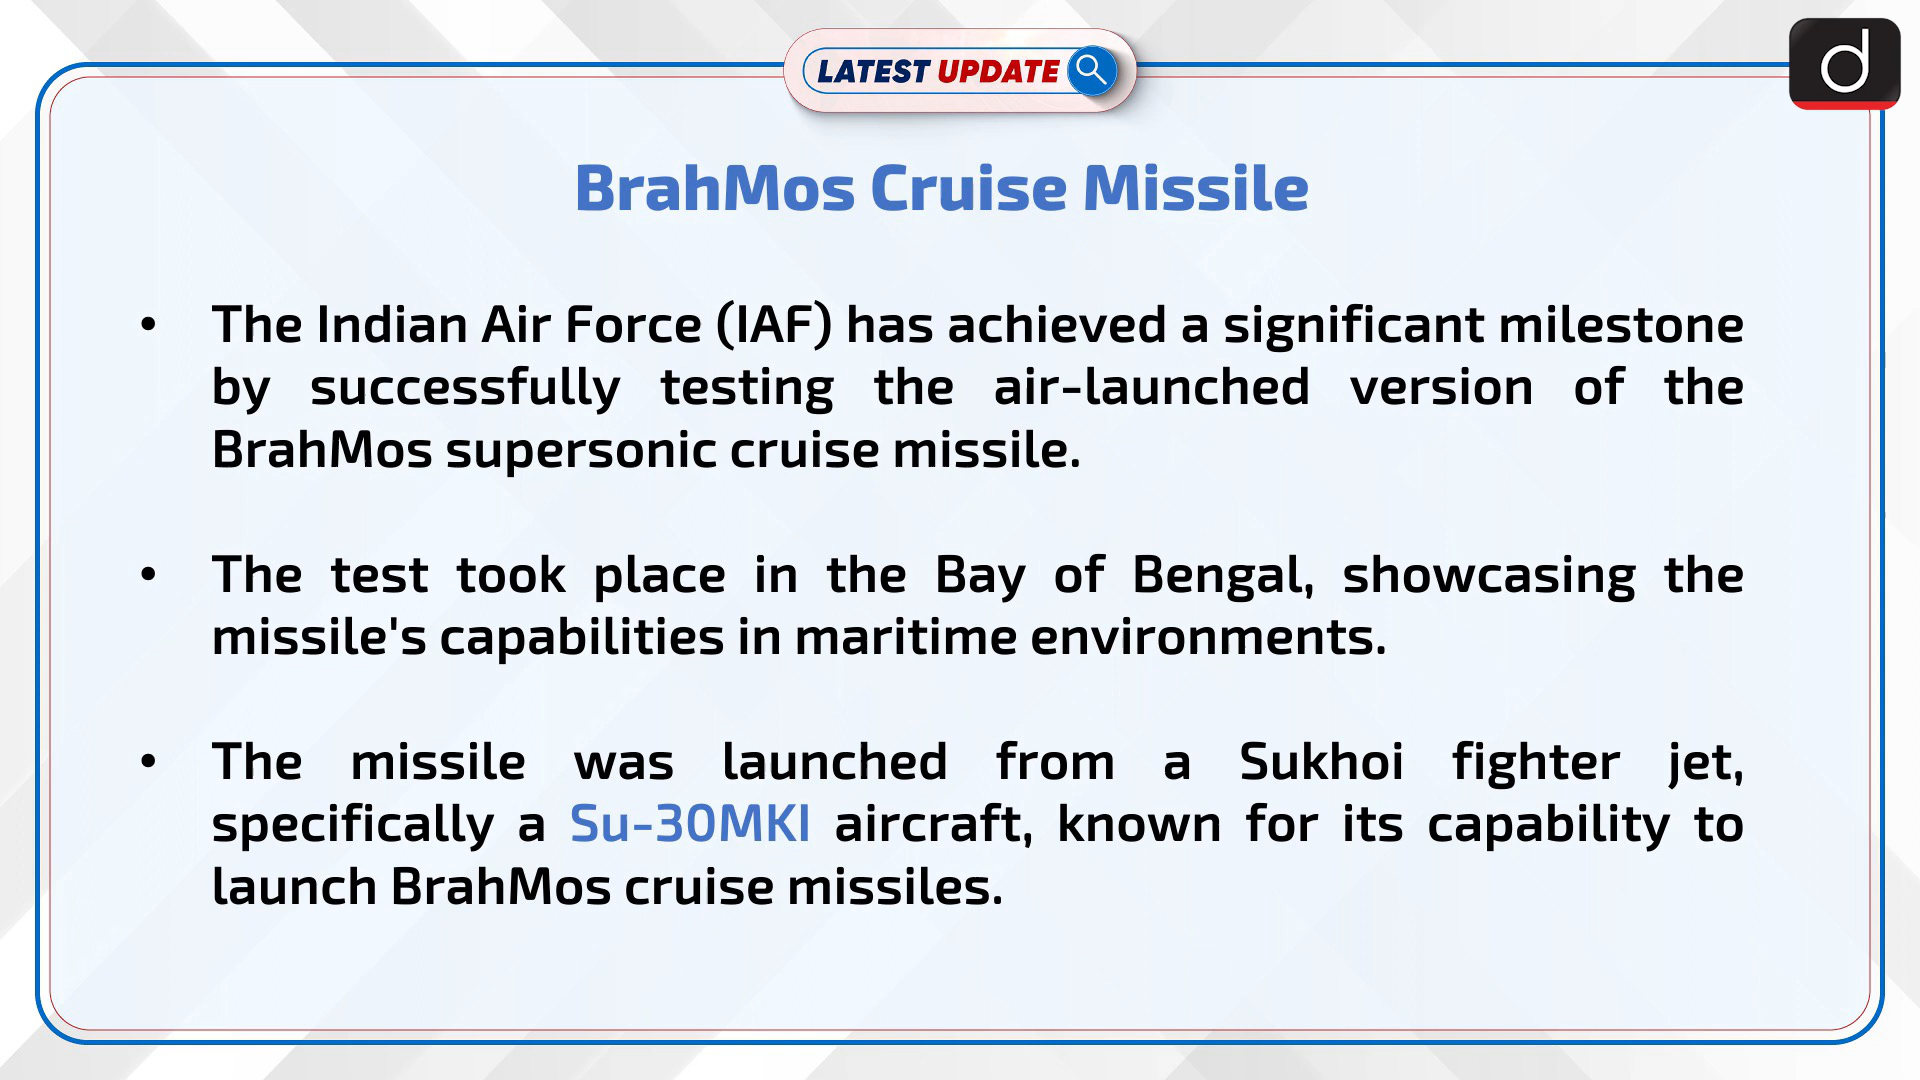 LATEST UPDATE
d
BrahMos Cruise Missile
• The Indian Air Force (IAF) has achieved a significant milestone
by successfully testing the air-launched version of the
BrahMos supersonic cruise missile.
• The test took place in the Bay of Bengal, showcasing the
missile's capabilities in maritime environments.
• The missile was launched from a Sukhoi fighter jet,
specifically a Su-30MKI aircraft, known for its capability to
launch BrahMos cruise missiles.